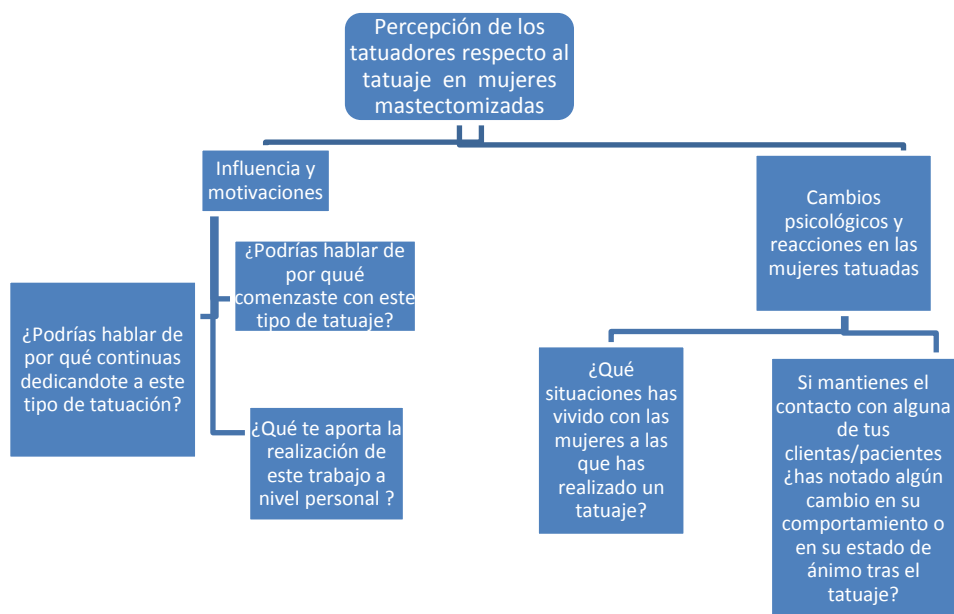 Percepción de los
tatuadores respecto al
tatuaje en mujeres
mastectomizadas
Influencia y
motivaciones
¿Podrías hablar de
por ququé
comenzaste con este
tipo de tatuaje?
¿Podrías hablar de
por qué continuas
dedicandote a este
tipo de tatuación?
¿Qué te aporta la
realización de
este trabajo a
nivel personal ?
Cambios
psicológicos y
reacciones en las
mujeres tatuadas
¿Qué
situaciones has
vivido con las
mujeres a las
que has
realizado un
tatuaje?
Si mantienes el
contacto con alguna
de tus
clientas/pacientes
¿has notado algún
cambio en su
comportamiento o
en su estado de
ánimo tras el
tatuaje?